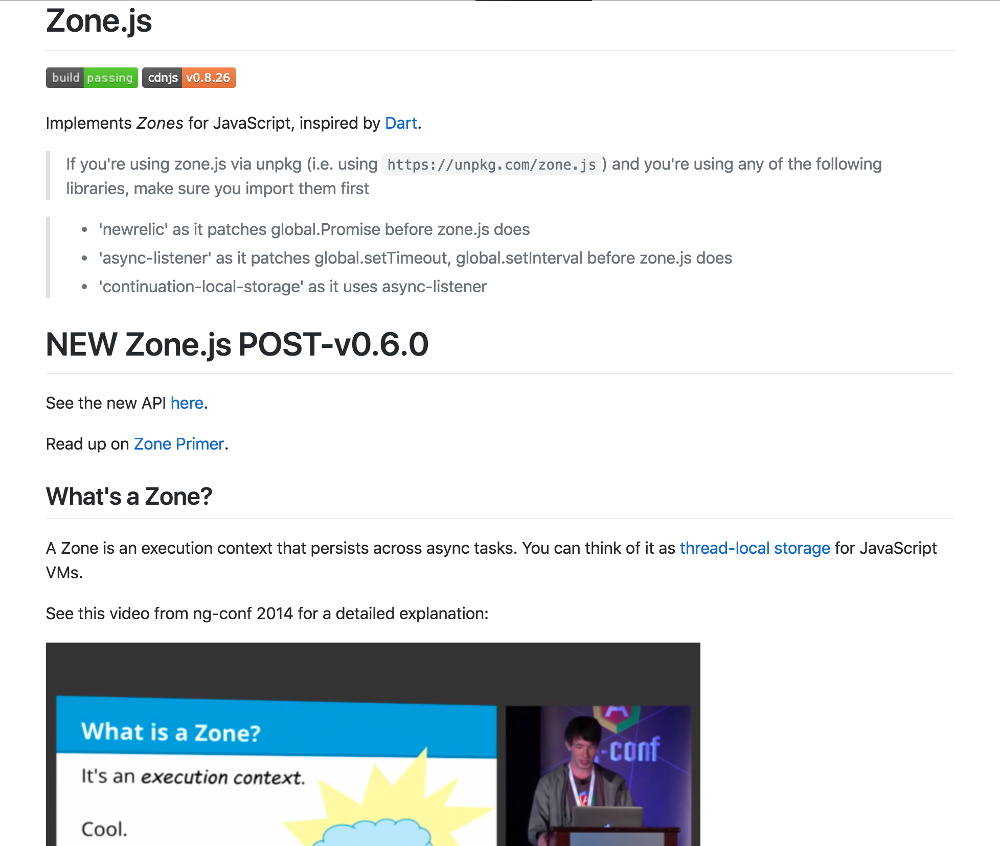 Zone.js
build passing cdnjs v0.8.26
Implements Zones for JavaScript, inspired by Dart.
If you're using zone.js via unpkg (i.e. using https://unpkg.com/zone.js ) and you're using any of the following
libraries, make sure you import them first
• 'newrelic' as it patches global.Promise before zone.js does
• 'async-listener' as it patches global.setTimeout, global.setInterval before zone.js does
• 'continuation-local-storage' as it uses async-listener
NEW Zone.js POST-v0.6.0
See the new API here.
Read up on Zone Primer.
What's a Zone?
A Zone is an execution context that persists across async tasks. You can think of it as thread-local storage for JavaScript
VMs.
See this video from ng-conf 2014 for a detailed explanation:
What is a Zone?
It's an execution context.
Cool.
-conf